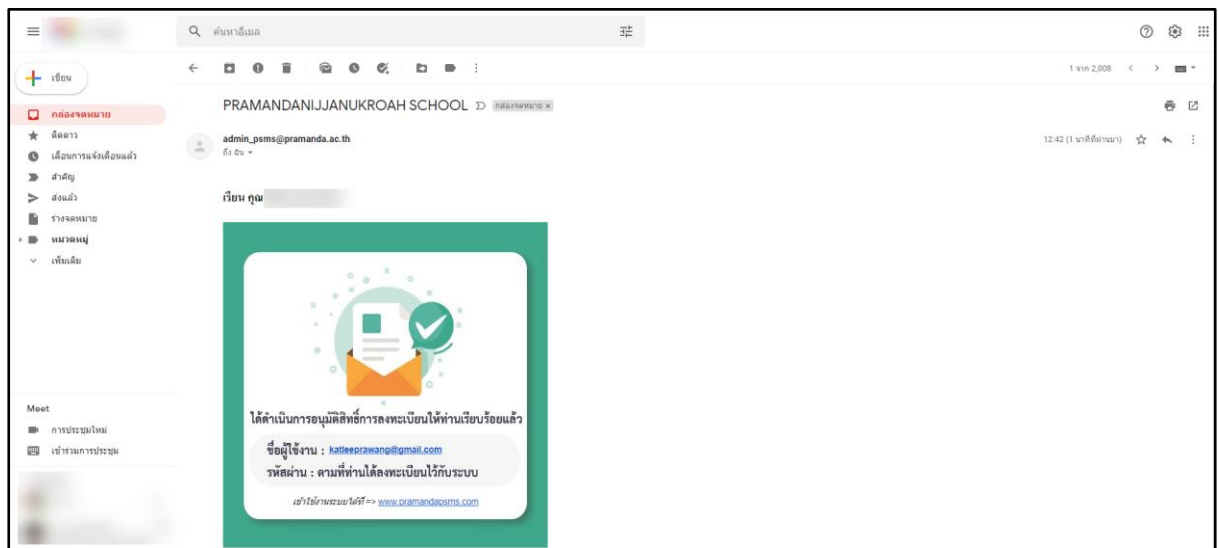 ค้นหาอีเมล
เขียน
1 จาก 2,008
กล่องจดหมาย
ติดดาว
เลื่อนการแจ้งเตือนแล้ว
สำคัญ
ส่งแล้ว
ร่างจดหมาย
หมวดหมู่
เพิ่มเติม
Meet
การประชุมใหม่
เข้าร่วมการประชุม
PRAMANDANIJJANUKROAH SCHOOL กล่องจดหมาย x
admin_psms@pramanda.ac.th
12:42 (1 นาทีที่ผ่านมา)
ถึง ฉัน
เรียน คุณ
ได้ดำเนินการอนุมัติสิทธิ์การลงทะเบียนให้ท่านเรียบร้อยแล้ว
ชื่อผู้ใช้งาน : katleeprawang@gmail.com
รหัสผ่าน : ตามที่ท่านได้ลงทะเบียนไว้กับระบบ
เข้าใช้งานระบบได้ที่ => www.pramandapsms.com